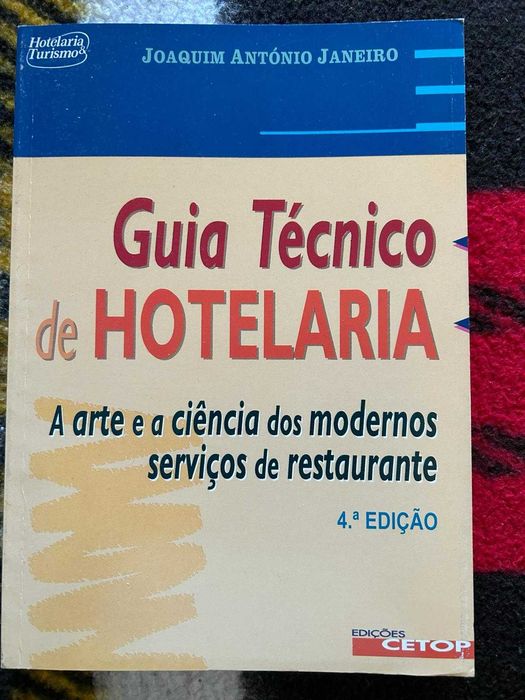 Hotelaria
Turismo&
JOAQUIM ANTÓNIO JANEIRO
Guia Técnico
de HOTELARIA
A arte e a ciência dos modernos
serviços de restaurante
4.ª EDIÇÃO
EDIÇÕES
CETOP